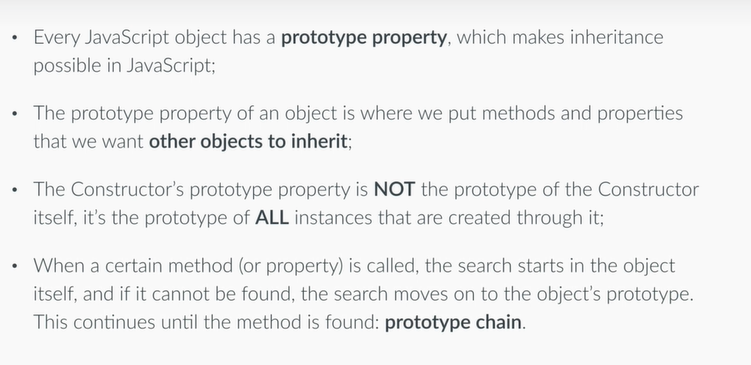 • Every JavaScript object has a prototype property, which makes inheritance
possible in JavaScript;
• The prototype property of an object is where we put methods and properties
that we want other objects to inherit;
• The Constructor’s prototype property is NOT the prototype of the Constructor
itself, it’s the prototype of ALL instances that are created through it;
• When a certain method (or property) is called, the search starts in the object
itself, and if it cannot be found, the search moves on to the object’s prototype.
This continues until the method is found: prototype chain.